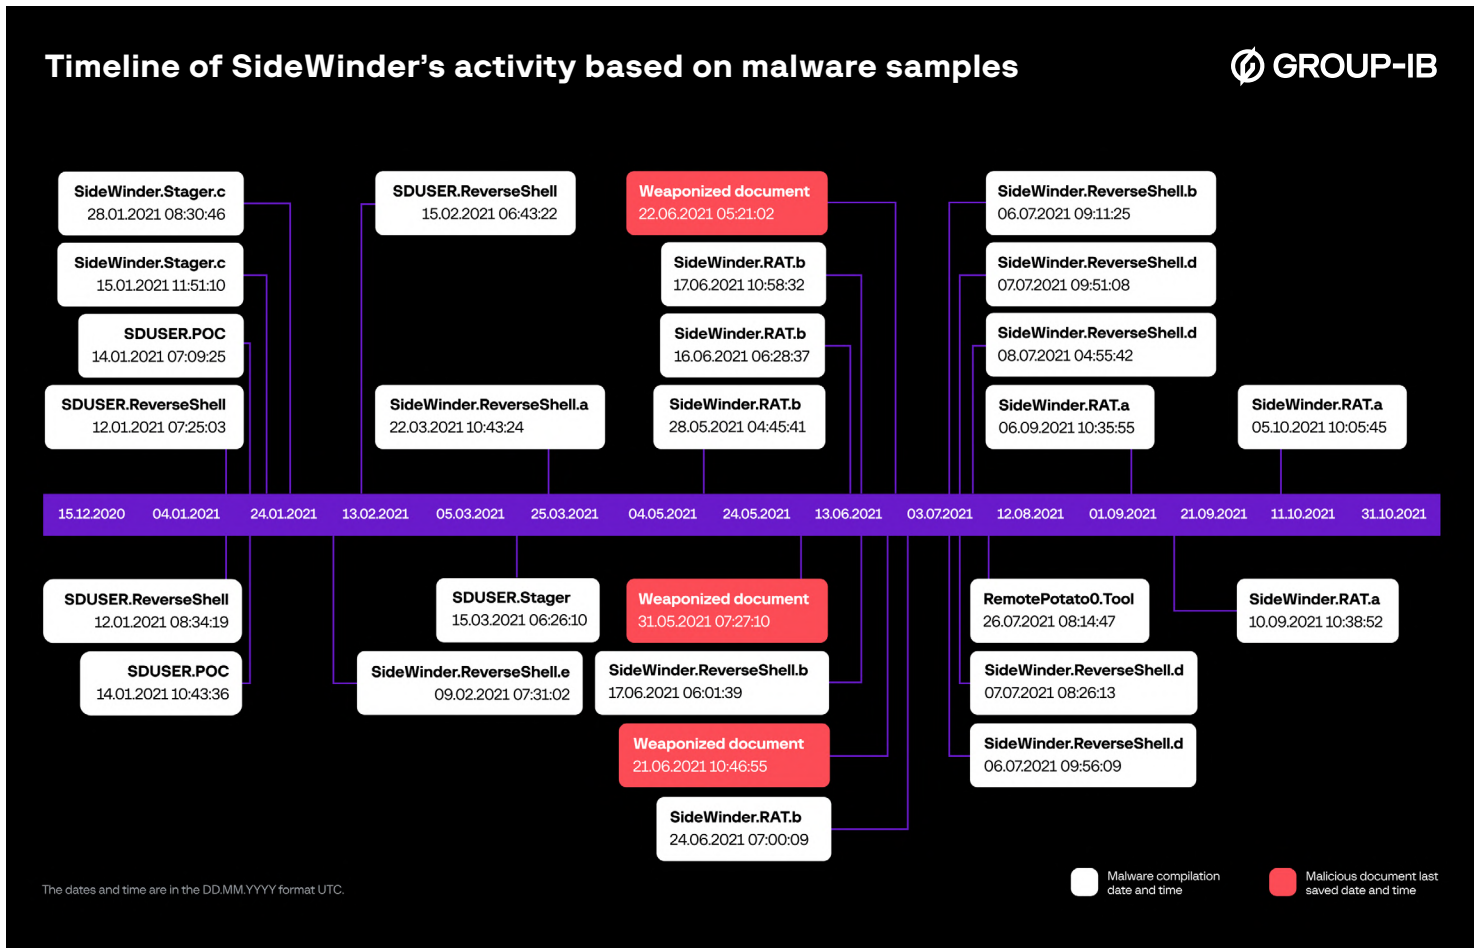 Timeline of SideWinder's activity based on malware samples
GROUP-IB
SideWinder.Stager.c
28.01.2021 08:30:46
SideWinder.Stager.c
15.01.2021 11:51:10
SDUSER.POC
14.01.2021 07:09:25
SDUSER.ReverseShell
12.01.2021 07:25:03
SDUSER.ReverseShell
15.02.2021 06:43:22
SideWinder.ReverseShell.a
22.03.2021 10:43:24
Weaponized document
22.06.2021 05:21:02
SideWinder.RAT.b
17.06.2021 10:58:32
SideWinder.RAT.b
16.06.2021 06:28:37
SideWinder.RAT.b
28.05.2021 04:45:41
SideWinder.ReverseShell.b
06.07.2021 09:11:25
SideWinder.ReverseShell.d
07.07.2021 09:51:08
SideWinder.ReverseShell.d
08.07.2021 04:55:42
SideWinder.RAT.a
06.09.2021 10:35:55
SideWinder.RAT.a
05.10.2021 10:05:45
15.12.2020 04.01.2021 24.01.2021 13.02.2021 05.03.2021 25.03.2021 04.05.2021 24.05.2021 13.06.2021 03.07.2021 12.08.2021 01.09.2021 21.09.2021 11.10.2021 31.10.2021
SDUSER.ReverseShell
12.01.2021 08:34:19
SDUSER.POC
14.01.2021 10:43:36
SDUSER.Stager
15.03.2021 06:26:10
SideWinder.ReverseShell.e
09.02.2021 07:31:02
Weaponized document
31.05.2021 07:27:10
SideWinder.ReverseShell.b
17.06.2021 06:01:39
Weaponized document
21.06.2021 10:46:55
SideWinder.RAT.b
24.06.2021 07:00:09
RemotePotato0.Tool
26.07.2021 08:14:47
SideWinder.ReverseShell.d
07.07.2021 08:26:13
SideWinder.ReverseShell.d
06.07.2021 09:56:09
SideWinder.RAT.a
10.09.2021 10:38:52
The dates and time are in the DD.MM.YYYY format UTC.
Malware compilation
date and time
Malicious document last
saved date and time